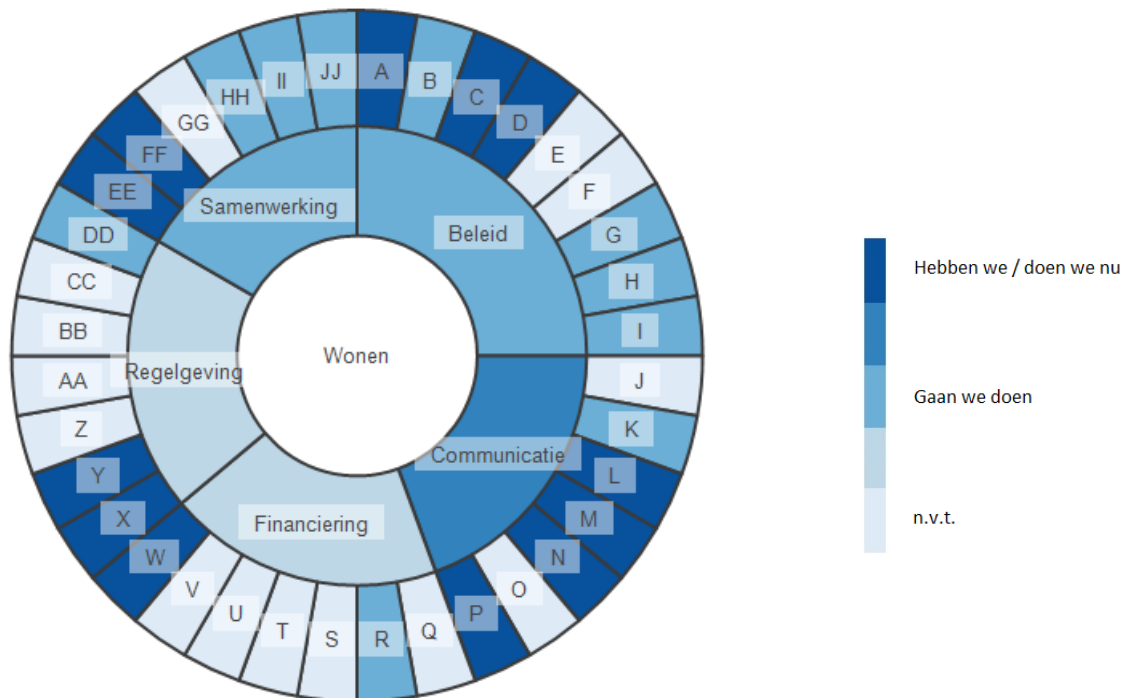 A
B
C
D
E
F
G
H
I
J
K
L
M
N
O
P
Q
R
S
T
U
V
W
X
Y
Z
AA
BB
CC
DD
EE
FF
GG
HH
II
JJ
Beleid
Communicatie
Financiering
Regelgeving
Samenwerking
Wonen
Hebben we / doen we nu
Gaan we doen
n.v.t.